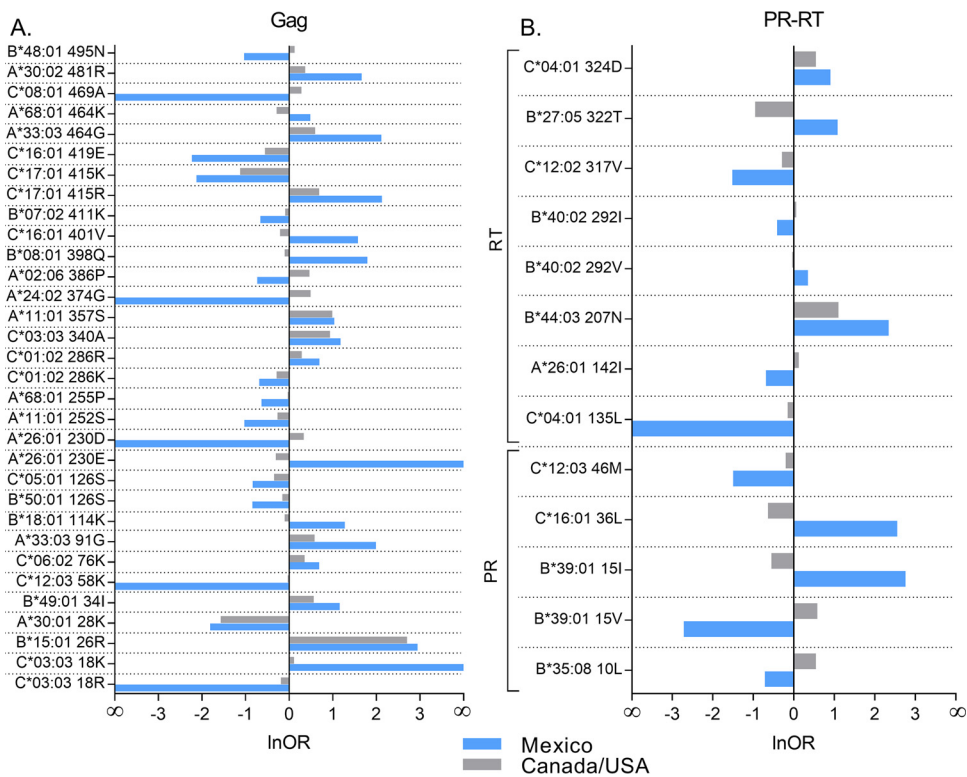 A.
Gag
B*48:01 495N
A*30:02 481R
C*08:01 469A
A*68:01 464K
A*33:03 464G
C*16:01 419E
C*17:01 415K
C*17:01 415R
B*07:02 411K
C*16:01 401V
B*08:01 398Q
A*02:06 386P
A*24:02 374G
A*11:01 357S
C*03:03 340A
C*01:02 286R
C*01:02 286K
A*68:01 255P
A*11:01 252S
A*26:01 230D
A*26:01 230E
C*05:01 126S
B*50:01 126S
B*18:01 114K
A*33:03 91G
C*06:02 76K
C*12:03 58K
B*49:01 34I
A*30:01 28K
B*15:01 26R
C*03:03 18K
C*03:03 18R
∞ -3 -2 -1 0 1 2 3 ∞
lnOR
B.
PR-RT
RT
C*04:01 324D
B*27:05 322T
C*12:02 317V
B*40:02 292I
B*40:02 292V
B*44:03 207N
A*26:01 142I
C*04:01 135L
PR
C*12:03 46M
C*16:01 36L
B*39:01 15I
B*39:01 15V
B*35:08 10L
∞ -3 -2 -1 0 1 2 3 ∞
lnOR
Mexico
Canada/USA